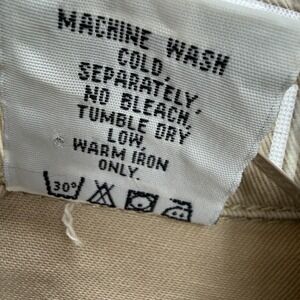 MACHINE WASH
COLD,
SEPARATELY,
NO BLEACH,
TUMBLE DRY
LOW,
WARM IRON
ONLY.
30°